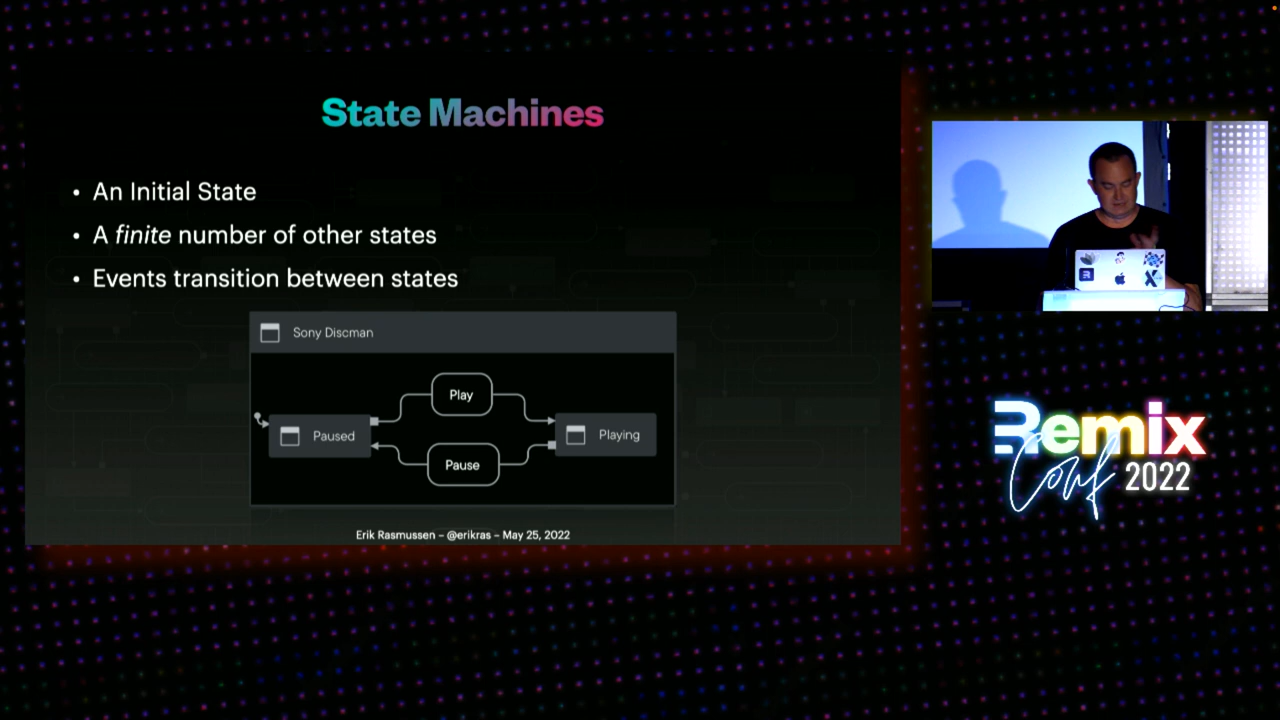 State Machines
• An Initial State
• A finite number of other states
• Events transition between states
Sony Discman
Play
Paused
Playing
Pause
Erik Rasmussen – @erikras – May 25, 2022
Remix
Conf 2022